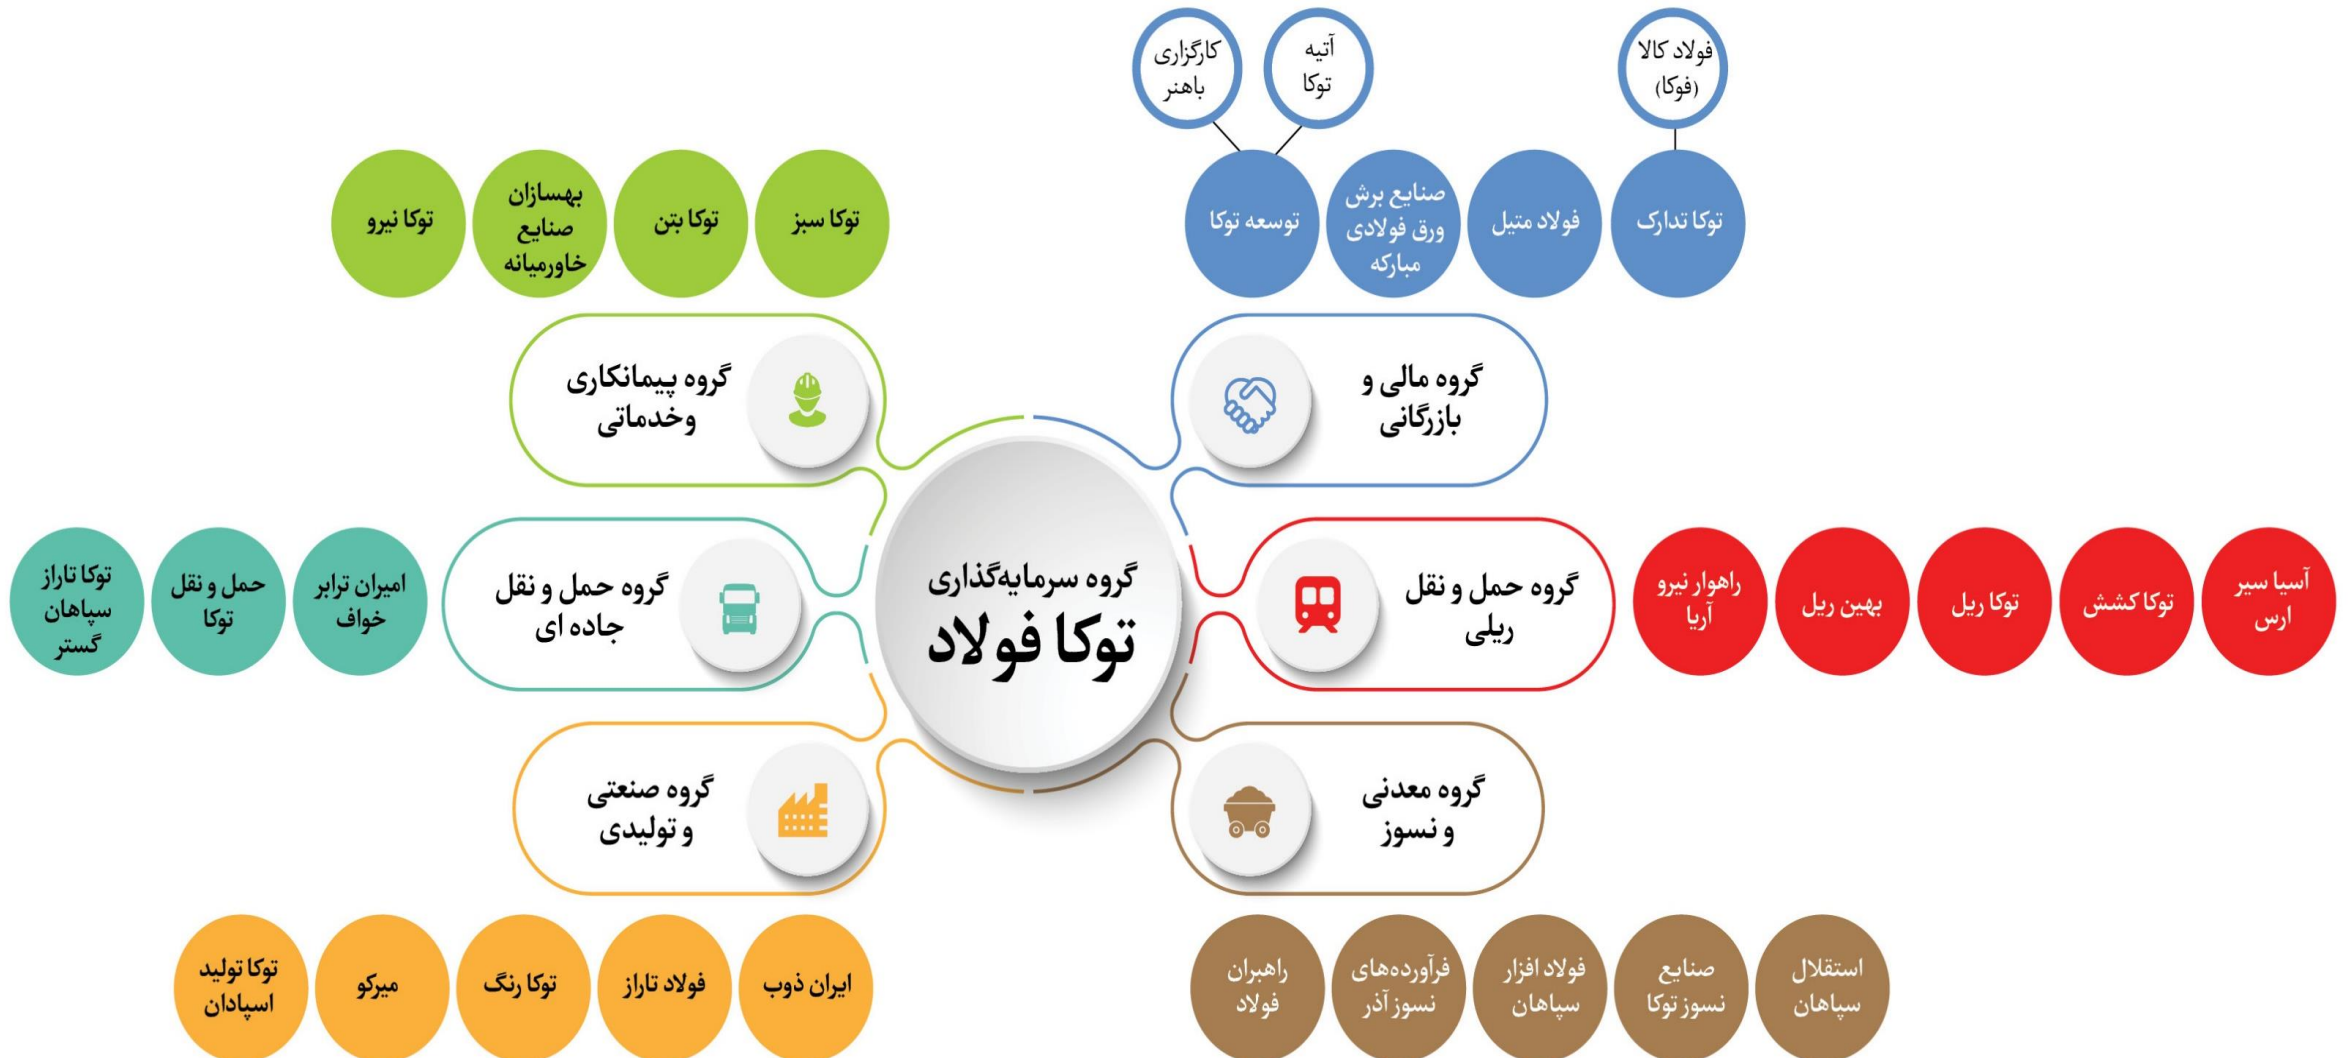 کارگزاری
باهنر
آتیه
توکا
فولاد کالا
(فوکا)
توکا تدارک
فولاد متیل
صنایع برش
ورق فولادی
مبارکه
توسعه توکا
گروه مالی و
بازرگانی
توکا سبز
توکا بتن
بهسازان
صنایع
خاورمیانه
توکا نیرو
گروه پیمانکاری
وخدماتی
گروه سرمایه‌گذاری
توکا فولاد
گروه حمل و نقل
ریلی
راهوار نیرو
آریا
بهین ریل
توکا ریل
توکا کشش
آسیا سیر
ارس
گروه حمل و نقل
جاده ای
امیران ترابر
خواف
حمل و نقل
توکا
توکا تاراز
سپاهان
گستر
گروه معدنی
و نسوز
استقلال
سپاهان
صنایع
نسوز توکا
فولاد افزار
سپاهان
فرآورده‌های
نسوز آذر
راهبران
فولاد
گروه صنعتی
و تولیدی
ایران ذوب
فولاد تاراز
توکا رنگ
میرکو
توکا تولید
اسپادان